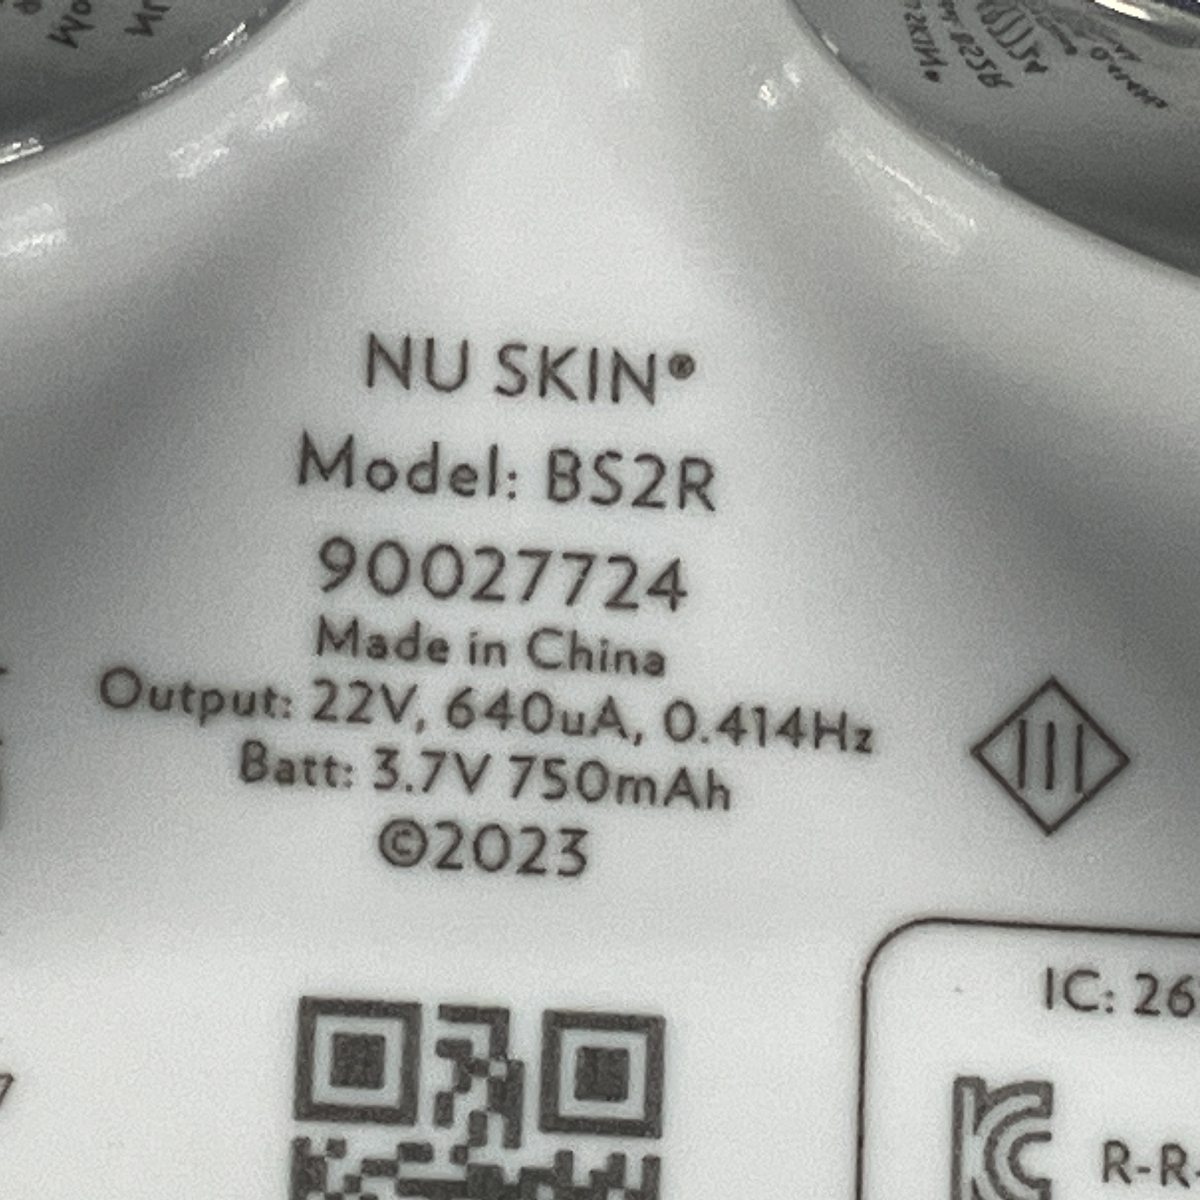 NU SKIN®
Model: BS2R
90027724
Made in China
Output: 22V, 640uA, 0.414Hz
Batt: 3.7V 750mAh
©2023
IC: 26
R-R-